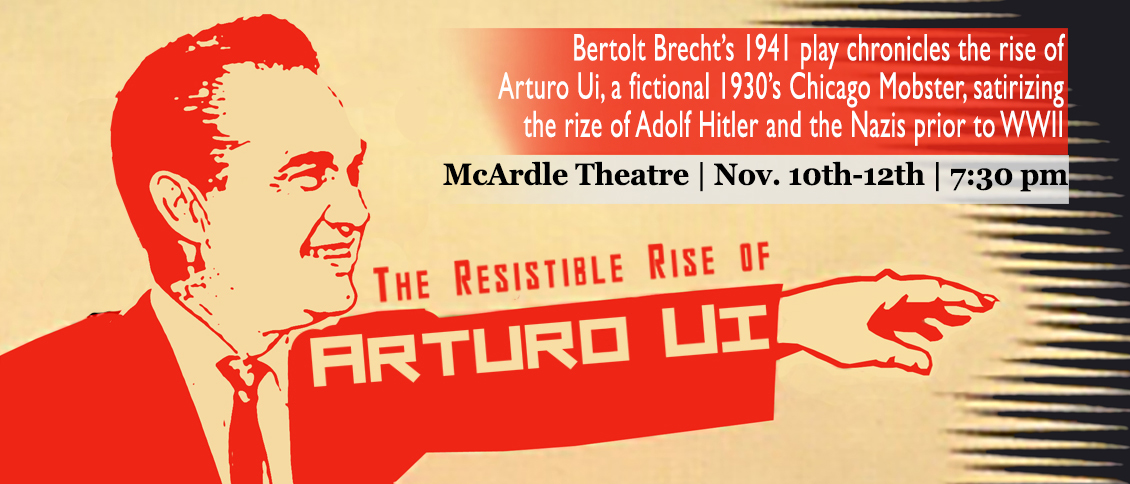 Bertolt Brecht's 1941 play chronicles the rise of
Arturo Ui, a fictional 1930's Chicago Mobster, satirizing
the rize of Adolf Hitler and the Nazis prior to WWII
McArdle Theatre | Nov. 10th-12th | 7:30 pm
The Resistible Rise of
Arturo Ui